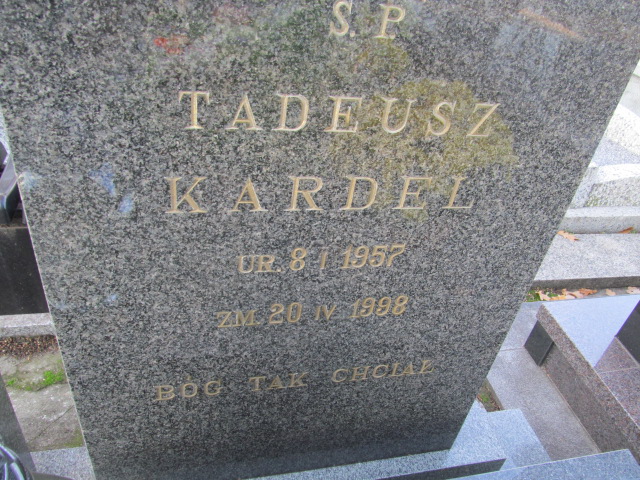 Ś.P
TADEUSZ
KARDEL
UR. 8 I 1957
ZM. 20 IV 1998
BÓG TAK CHCIAŁ